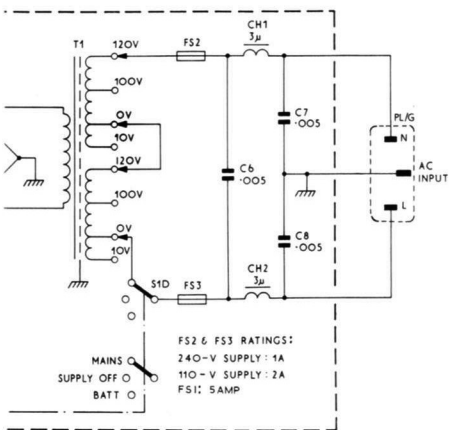 CH1
3μ
T1
120V
FS2
100V
0V
10V
C7
·005
PL/G
N
AC
INPUT
120V
C6
·005
100V
L
0V
C8
·005
10V
CH2
3μ
S1D
FS3
FS2 & FS3 RATINGS:
240-V SUPPLY: 1A
110-V SUPPLY: 2A
FS1: 5AMP
MAINS
SUPPLY OFF
BATT